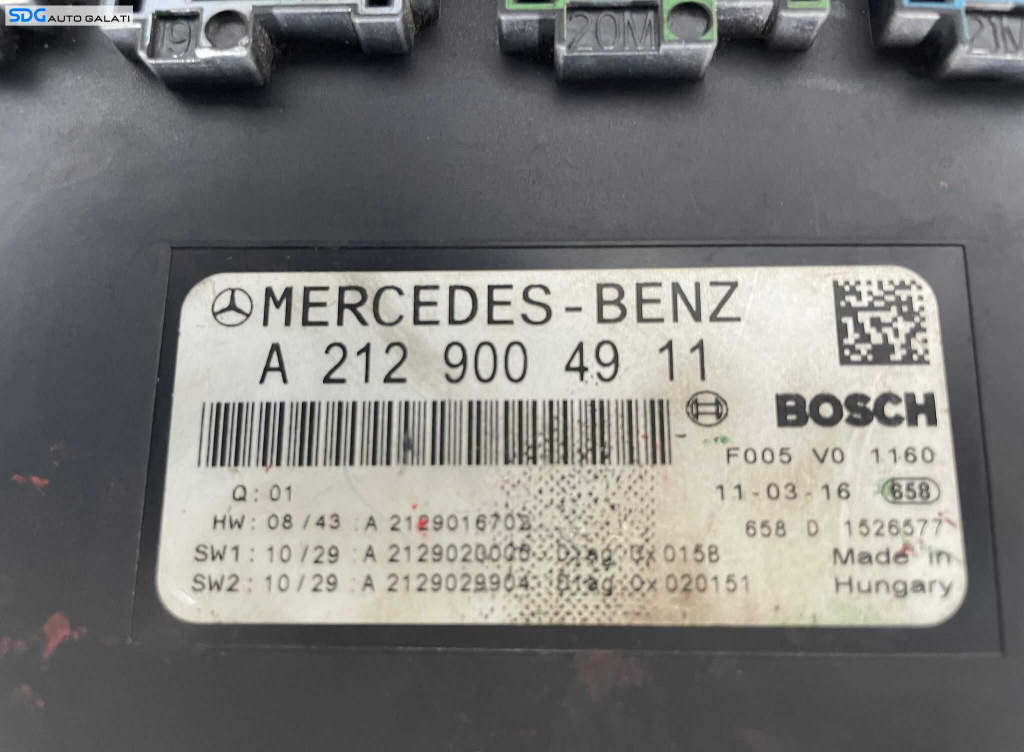 SDG AUTO GALATI
19
20M
21M
MERCEDES-BENZ
A 212 900 49 11
BOSCH
F005 V0 1160
Q: 01
11-03-16 658
HW: 08/43 :A 2129016702
658 D 1526577
SW1: 10/29 :A 2129020006 Diag 0x015B
Made in
SW2: 10/29 :A 2129029904 Diag 0x020151
Hungary